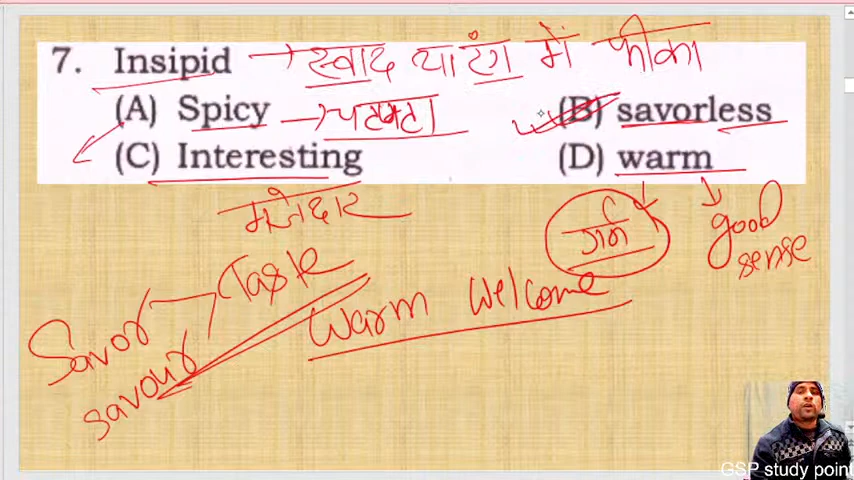 7. Insipid → स्वाद या रंग में फीका
(A) Spicy → चटपटा (B) savorless
(C) Interesting (D) warm
मजेदार
गर्म good
sense
Savor → Taste
savour
Warm Welcome
GSP study point